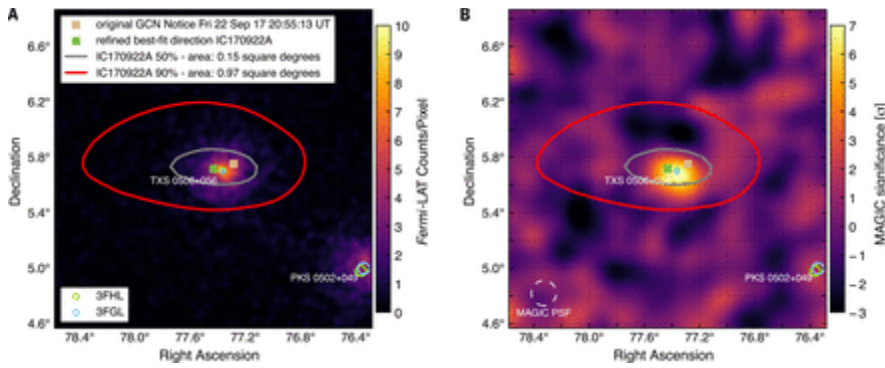 A
original GCN Notice Fri 22 Sep 17 20:55:13 UT
refined best-fit direction IC170922A
IC170922A 50% - area: 0.15 square degrees
IC170922A 90% - area: 0.97 square degrees
6.6°
6.2°
5.8°
5.4°
5.0°
4.6°
Declination
TXS 0506+056
PKS 0502+049
3FHL
3FGL
78.4° 78.0° 77.6° 77.2° 76.8° 76.4°
Right Ascension
10
9
8
7
6
5
4
3
2
1
0
Fermi-LAT Counts/Pixel
B
6.6°
6.2°
5.8°
5.4°
5.0°
4.6°
Declination
TXS 0506+056
PKS 0502+049
MAGIC PSF
78.4° 78.0° 77.6° 77.2° 76.8° 76.4°
Right Ascension
7
6
5
4
3
2
1
0
−1
−2
−3
MAGIC significance [σ]